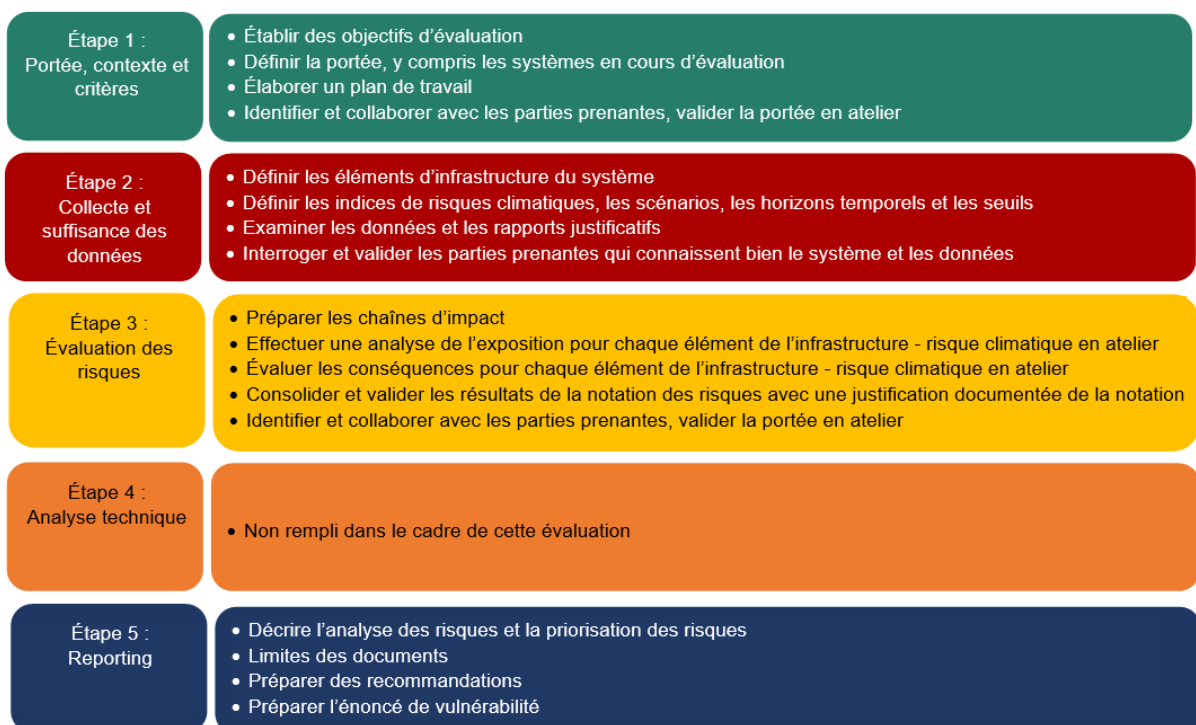 Étape 1 :
Portée, contexte et
critères
• Établir des objectifs d’évaluation
• Définir la portée, y compris les systèmes en cours d’évaluation
• Élaborer un plan de travail
• Identifier et collaborer avec les parties prenantes, valider la portée en atelier
Étape 2 :
Collecte et
suffisance des
données
• Définir les éléments d’infrastructure du système
• Définir les indices de risques climatiques, les scénarios, les horizons temporels et les seuils
• Examiner les données et les rapports justificatifs
• Interroger et valider les parties prenantes qui connaissent bien le système et les données
Étape 3 :
Évaluation des
risques
• Préparer les chaînes d’impact
• Effectuer une analyse de l’exposition pour chaque élément de l’infrastructure - risque climatique en atelier
• Évaluer les conséquences pour chaque élément de l’infrastructure - risque climatique en atelier
• Consolider et valider les résultats de la notation des risques avec une justification documentée de la notation
• Identifier et collaborer avec les parties prenantes, valider la portée en atelier
Étape 4 :
Analyse technique
• Non rempli dans le cadre de cette évaluation
Étape 5 :
Reporting
• Décrire l’analyse des risques et la priorisation des risques
• Limites des documents
• Préparer des recommandations
• Préparer l’énoncé de vulnérabilité